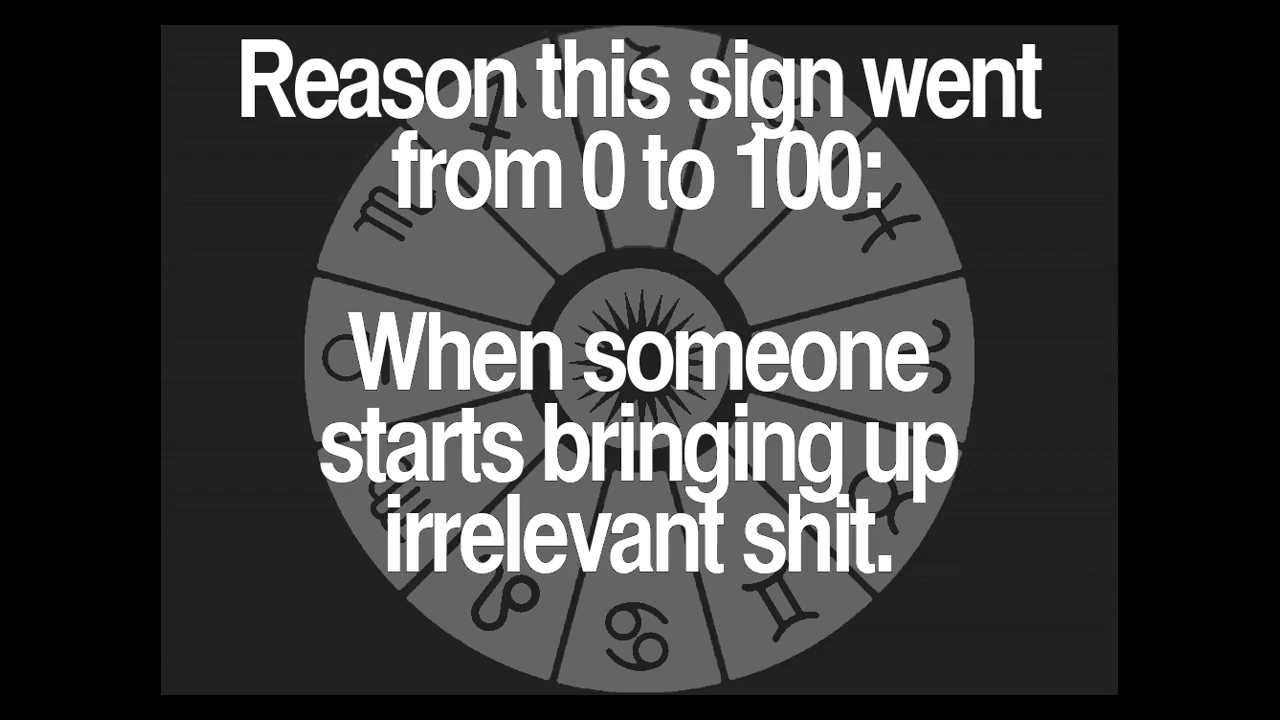 Reason this sign went
from 0 to 100:
When someone
starts bringing up
irrelevant shit.